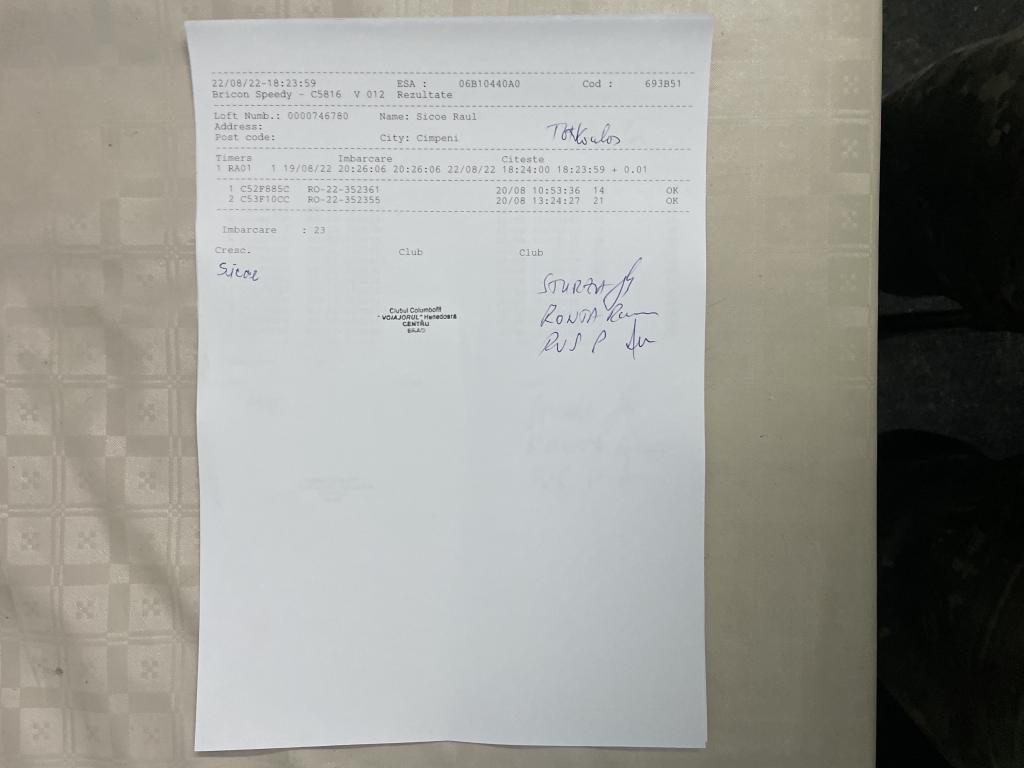 22/08/22-18:23:59 ESA : 06B10440A0 Cod : 693B51
Bricon Speedy - C5816 V 012 Rezultate
Loft Numb.: 0000746780 Name: Sicoe Raul
Address:
Post code: City: Cimpeni
Timers Imbarcare Citeste
1 RA01 1 19/08/22 20:26:06 20:26:06 22/08/22 18:24:00 18:23:59 + 0.01
1 C52F885C RO-22-352361 20/08 10:53:36 14 OK
2 C53F10CC RO-22-352355 20/08 13:24:27 21 OK
Imbarcare : 23
Cresc. Club Club
Sicoe
STURZA
RONTA
RUS P
Clubul Columbofil
"VOIAJORUL" Hunedoara
CENTRU
BRAD